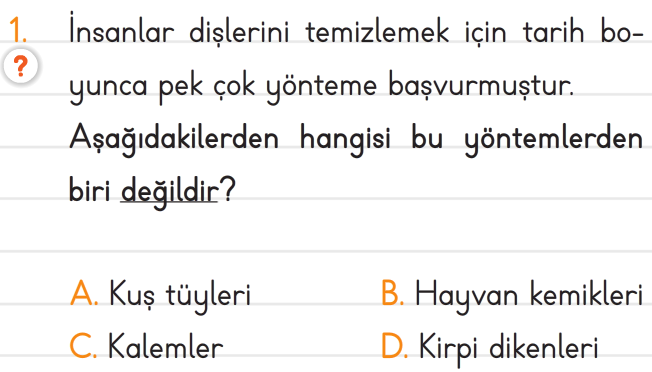 1. İnsanlar dişlerini temizlemek için tarih bo-
? yunca pek çok yönteme başvurmuştur.
Aşağıdakilerden hangisi bu yöntemlerden
biri değildir?
A. Kuş tüyleri B. Hayvan kemikleri
C. Kalemler D. Kirpi dikenleri